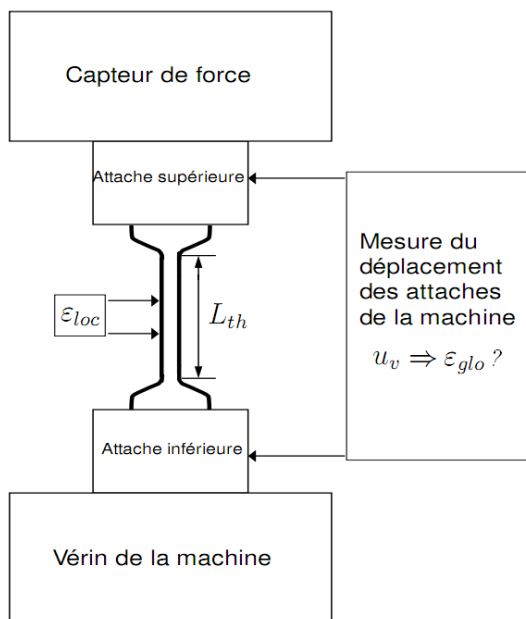 Capteur de force
Attache supérieure
Mesure du
déplacement
des attaches
de la machine
u_v ⇒ ε_glo ?
ε_loc
L_th
Attache inférieure
Vérin de la machine